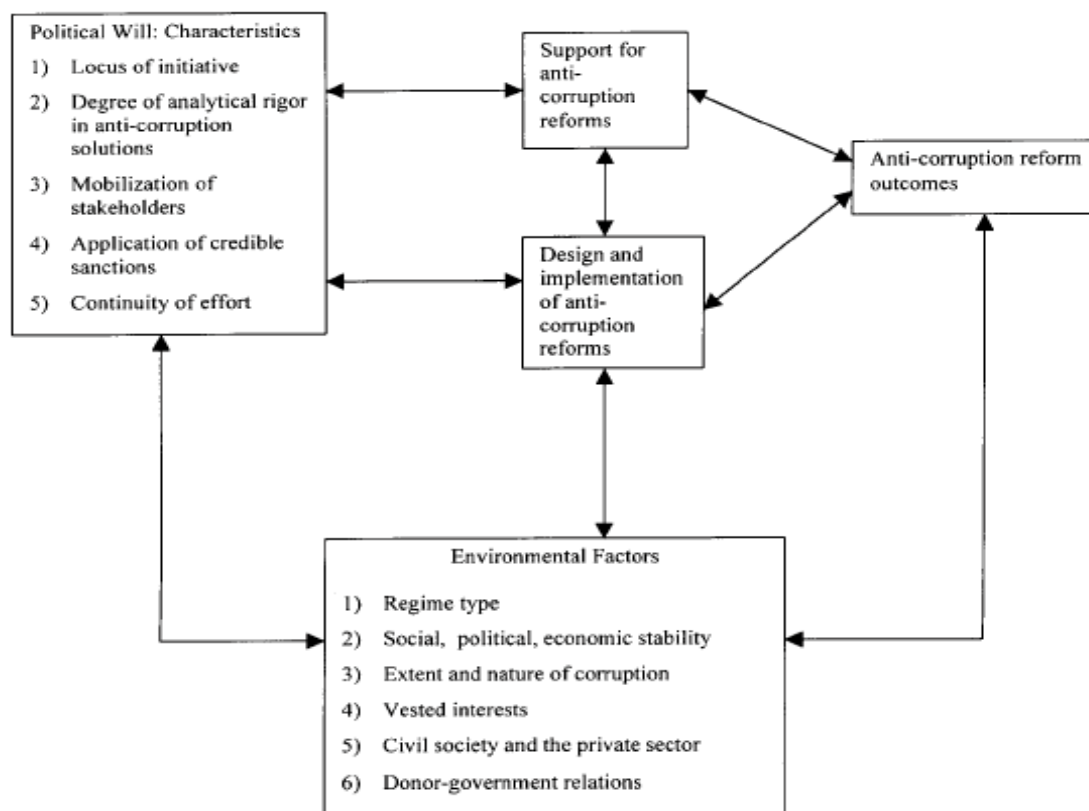 Political Will: Characteristics
1) Locus of initiative
2) Degree of analytical rigor
in anti-corruption
solutions
3) Mobilization of
stakeholders
4) Application of credible
sanctions
5) Continuity of effort
Support for
anti-
corruption
reforms
Design and
implementation
of anti-
corruption
reforms
Anti-corruption reform
outcomes
Environmental Factors
1) Regime type
2) Social, political, economic stability
3) Extent and nature of corruption
4) Vested interests
5) Civil society and the private sector
6) Donor-government relations